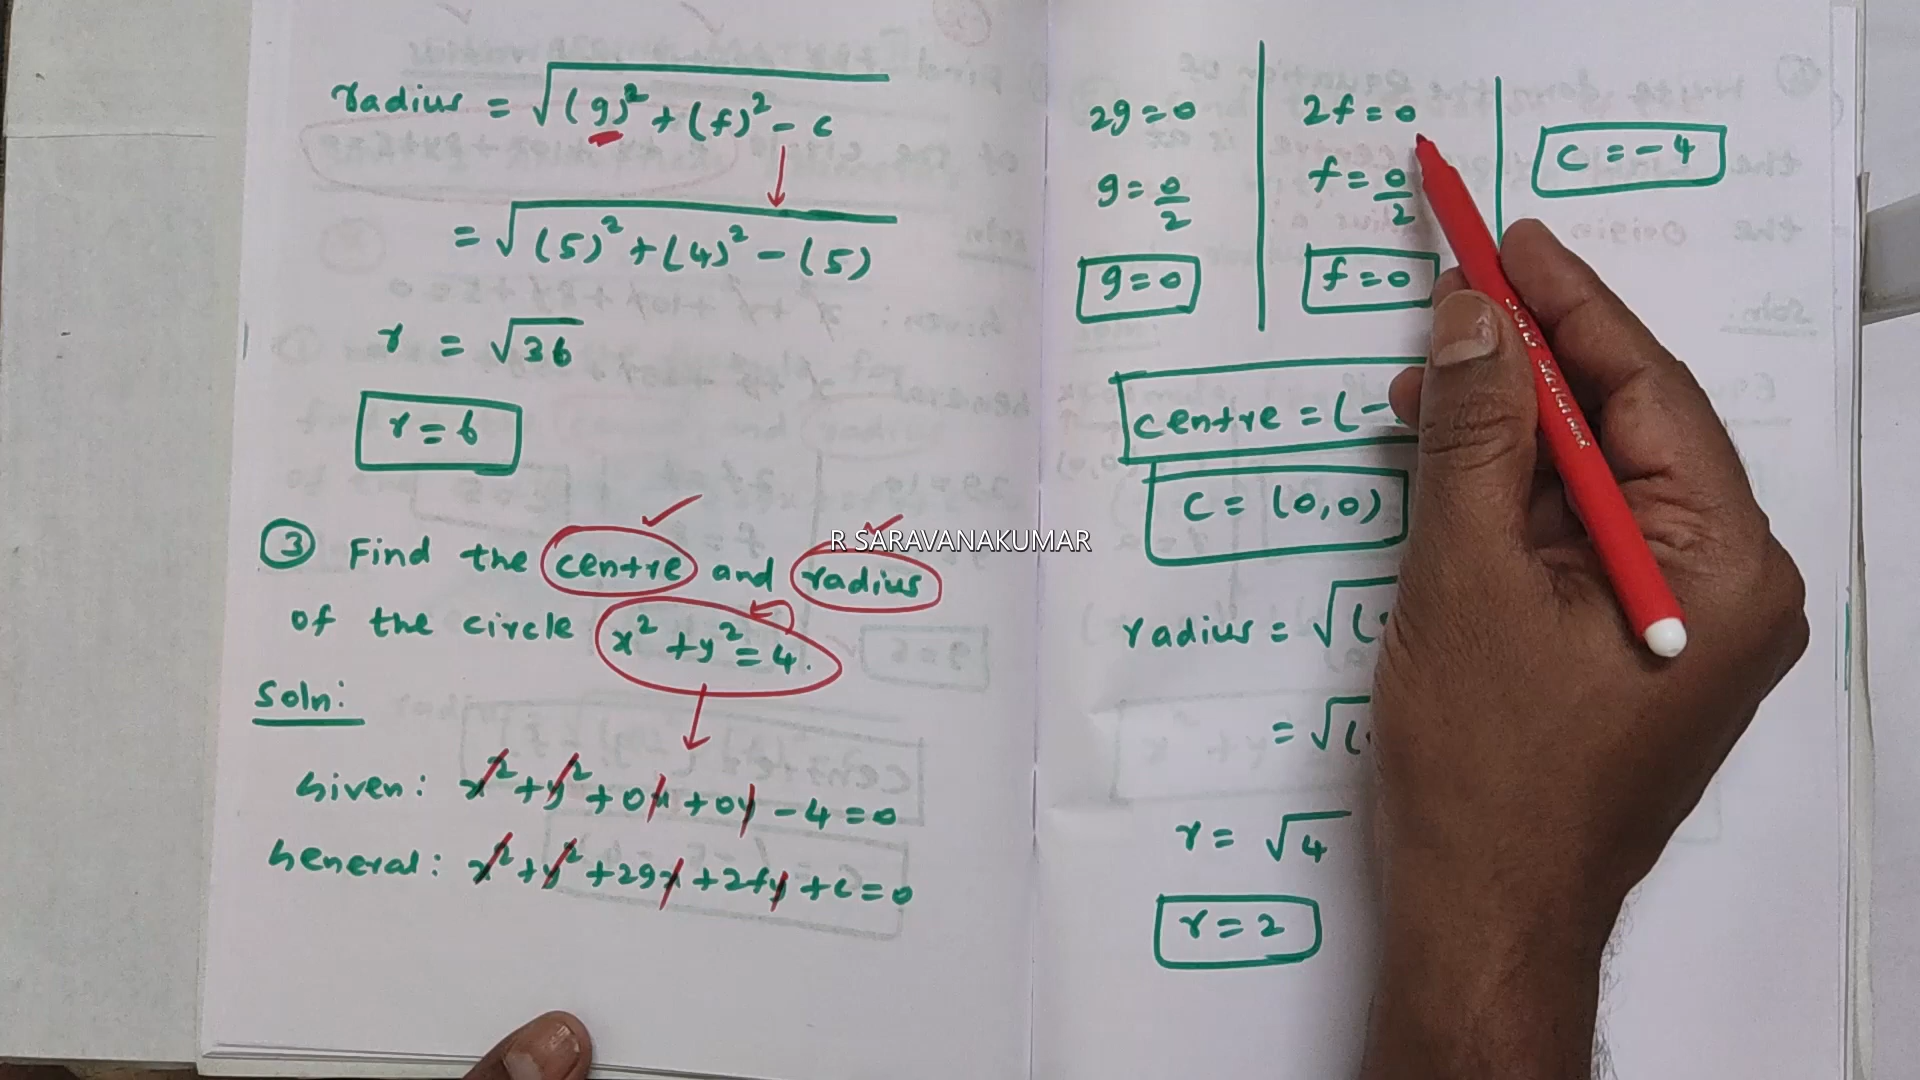 radius = √(g)² + (f)² - c
= √(5)² + (4)² - (5)
r = √36
r = 6
③ Find the centre and radius
of the circle x² + y² = 4.
Soln:
Given: x² + y² + 0x + 0y - 4 = 0
General: x² + y² + 2gx + 2fy + c = 0
2g = 0
g = 0/2
g = 0
2f = 0
f = 0/2
f = 0
c = -4
centre = (-
C = (0,0)
radius = √(
= √(
r = √4
r = 2
R SARAVANAKUMAR